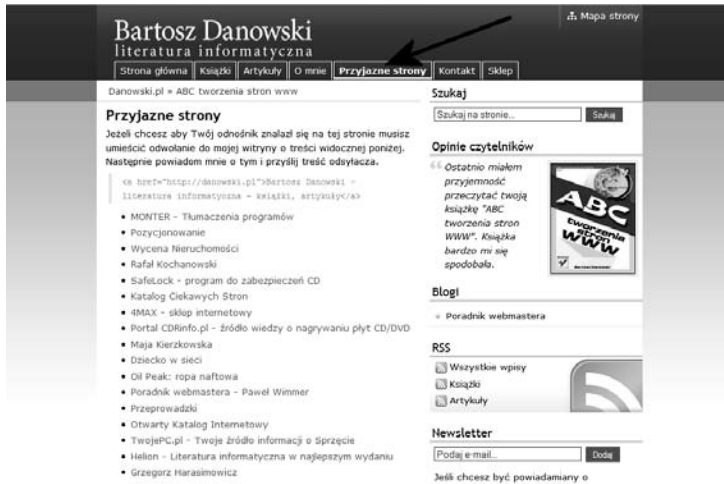 Mapa strony
Bartosz Danowski
literatura informatyczna
Strona główna
Książki
Artykuły
O mnie
Przyjazne strony
Kontakt
Sklep
Danowski.pl » ABC tworzenia stron www
Przyjazne strony
Jeżeli chcesz aby Twój odnośnik znalazł się na tej stronie musisz
umieścić odwołanie do mojej witryny o treści widocznej poniżej.
Następnie powiadom mnie o tym i przyślij treść odsyłacza.
<a href="http://danowski.pl">Bartosz Danowski -
literatura informatyczna - książki, artykuły</a>
MONTER - Tłumaczenia programów
Pozycjonowanie
Wycena Nieruchomości
Rafał Kochanowski
SafeLock - program do zabezpieczeń CD
Katalog Ciekawych Stron
4MAX - sklep internetowy
Portal CDRinfo.pl - źródło wiedzy o nagrywaniu płyt CD/DVD
Maja Kierzkowska
Dziecko w sieci
Oil Peak: ropa naftowa
Poradnik webmastera - Paweł Wimmer
Przeprowadzki
Otwarty Katalog Internetowy
TwojePC.pl - Twoje źródło informacji o Sprzęcie
Helion - Literatura informatyczna w najlepszym wydaniu
Grzegorz Harasimowicz
Szukaj
Szukaj na stronie...
Szukaj
Opinie czytelników
Ostatnio miałem
przyjemność
przeczytać twoją
książkę "ABC
tworzenia stron
WWW". Książka
bardzo mi się
spodobała.
ABC
tworzenia
stron
WWW
Bartosz Danowski
Blogi
Poradnik webmastera
RSS
Wszystkie wpisy
Książki
Artykuły
Newsletter
Podaj e-mail...
Dodaj
Jeśli chcesz być powiadamiany o